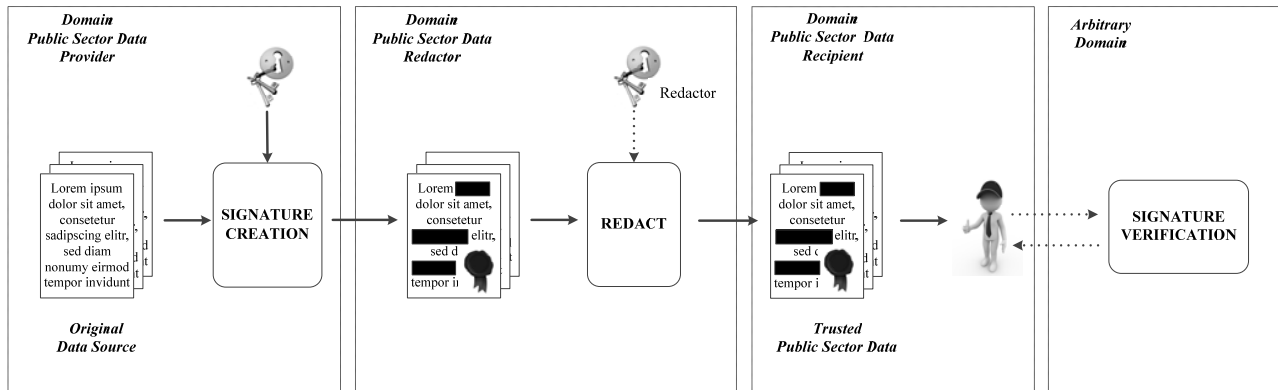 Domain
Public Sector Data
Provider
Lorem ipsum
dolor sit amet,
consetetur
sadipscing elitr,
sed diam
nonumy eirmod
tempor invidunt
SIGNATURE
CREATION
Original
Data Source
Domain
Public Sector Data
Redactor
Lorem
dolor sit amet,
consetetur
elitr,
sed d
tempor i
Redactor
REDACT
Domain
Public Sector Data
Recipient
Lorem
dolor sit amet,
consetetur
elitr,
sed
tempor i
Trusted
Public Sector Data
Arbitrary
Domain
SIGNATURE
VERIFICATION